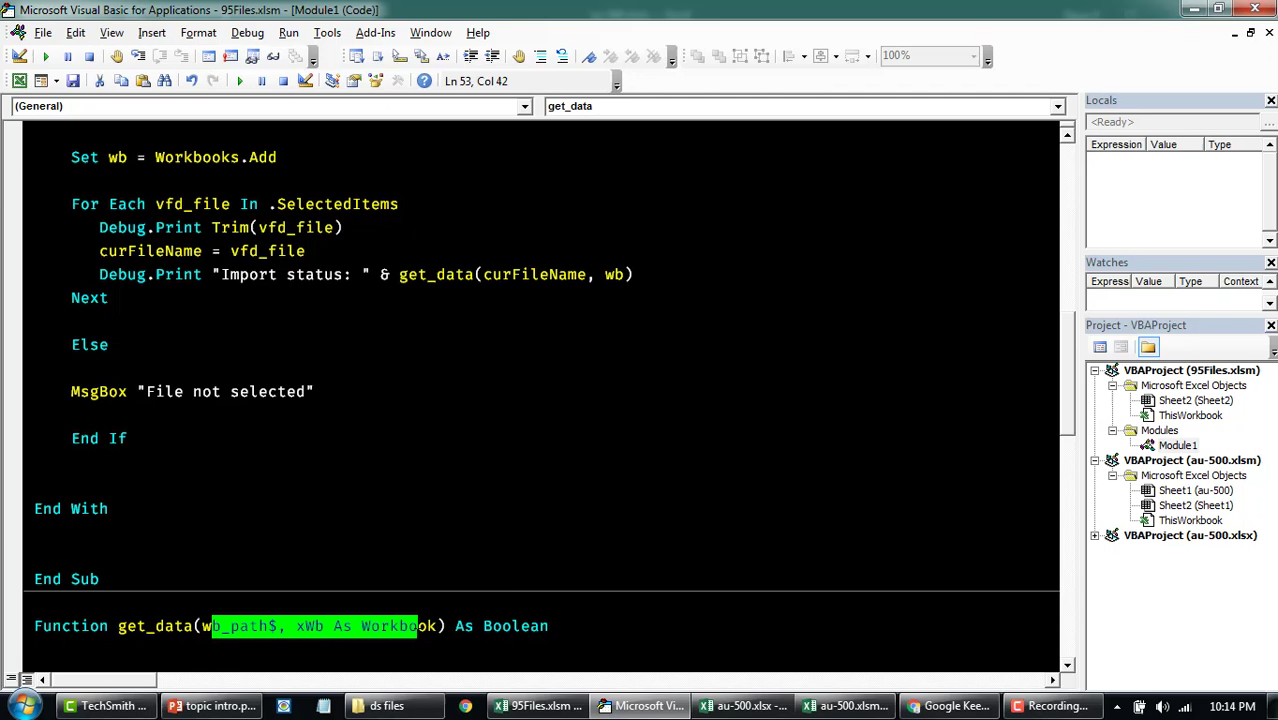 Microsoft Visual Basic for Applications - 95Files.xlsm - [Module1 (Code)]
File Edit View Insert Format Debug Run Tools Add-Ins Window Help
100%
Ln 53, Col 42
(General) get_data
Set wb = Workbooks.Add
For Each vfd_file In .SelectedItems
Debug.Print Trim(vfd_file)
curFileName = vfd_file
Debug.Print "Import status: " & get_data(curFileName, wb)
Next
Else
MsgBox "File not selected"
End If
End With
End Sub
Function get_data(wb_path$, xWb As Workbook) As Boolean
Locals
<Ready>
Expression Value Type
Watches
Express Value Type Context
Project - VBAProject
VBAProject (95Files.xlsm)
Microsoft Excel Objects
Sheet2 (Sheet2)
ThisWorkbook
Modules
Module1
VBAProject (au-500.xlsm)
Microsoft Excel Objects
Sheet1 (au-500)
Sheet2 (Sheet1)
ThisWorkbook
VBAProject (au-500.xlsx)
TechSmith ... topic intro.p... ds files 95Files.xlsm ... Microsoft Vi... au-500.xlsx -... au-500.xlsm... Google Kee... Recording... 10:14 PM